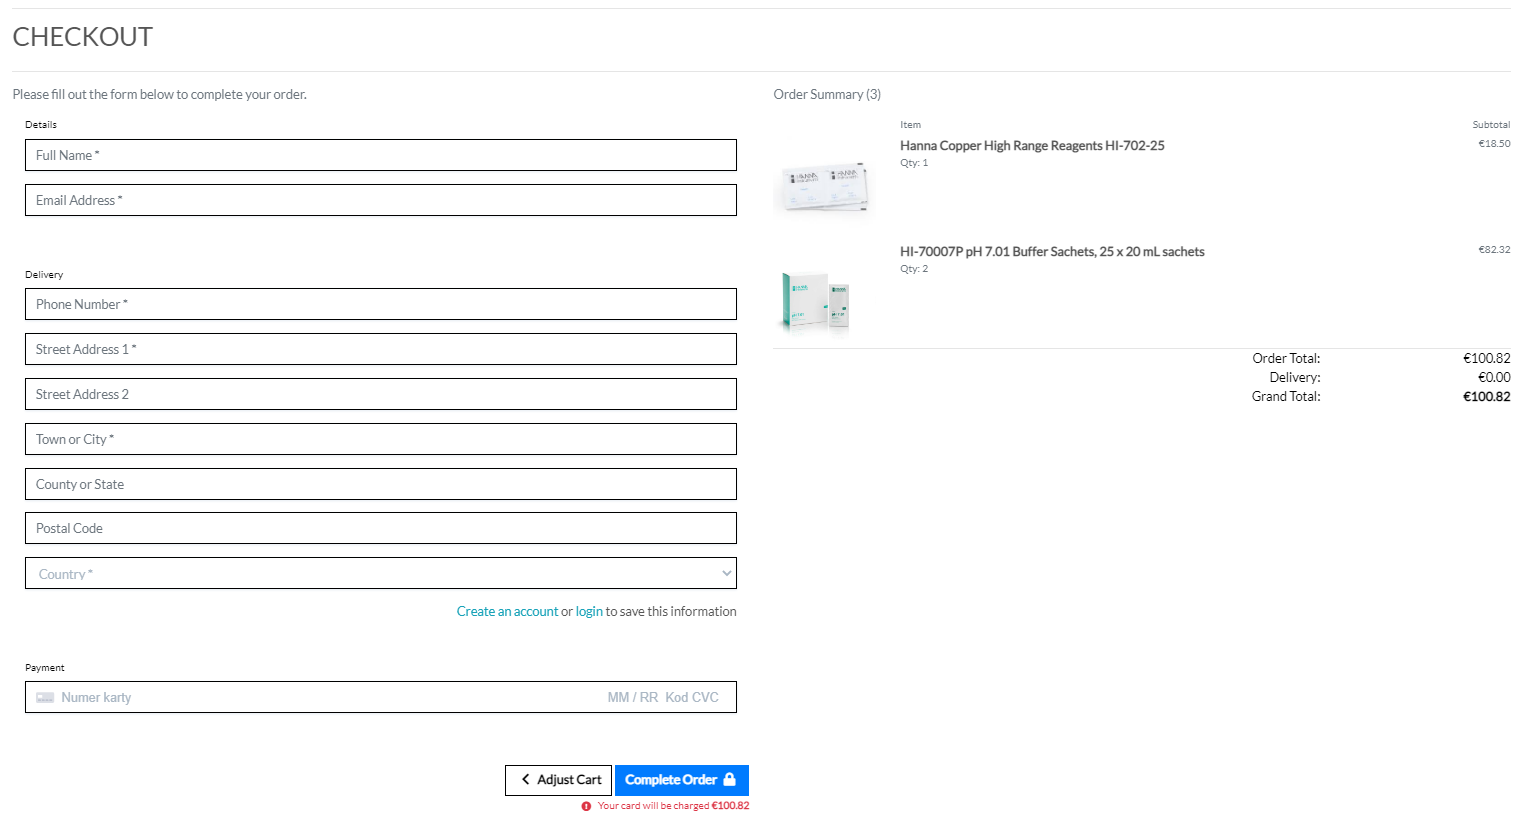 CHECKOUT
Please fill out the form below to complete your order.
Details
Full Name *
Email Address *
Delivery
Phone Number *
Street Address 1 *
Street Address 2
Town or City *
County or State
Postal Code
Country *
Create an account or login to save this information
Payment
Numer karty MM / RR Kod CVC
Adjust Cart
Complete Order
Your card will be charged €100.82
Order Summary (3)
Item Subtotal
Hanna Copper High Range Reagents HI-702-25 €18.50
Qty: 1
HANNA HANNA
HI-70007P pH 7.01 Buffer Sachets, 25 x 20 mL sachets €82.32
Qty: 2
Order Total: €100.82
Delivery: €0.00
Grand Total: €100.82